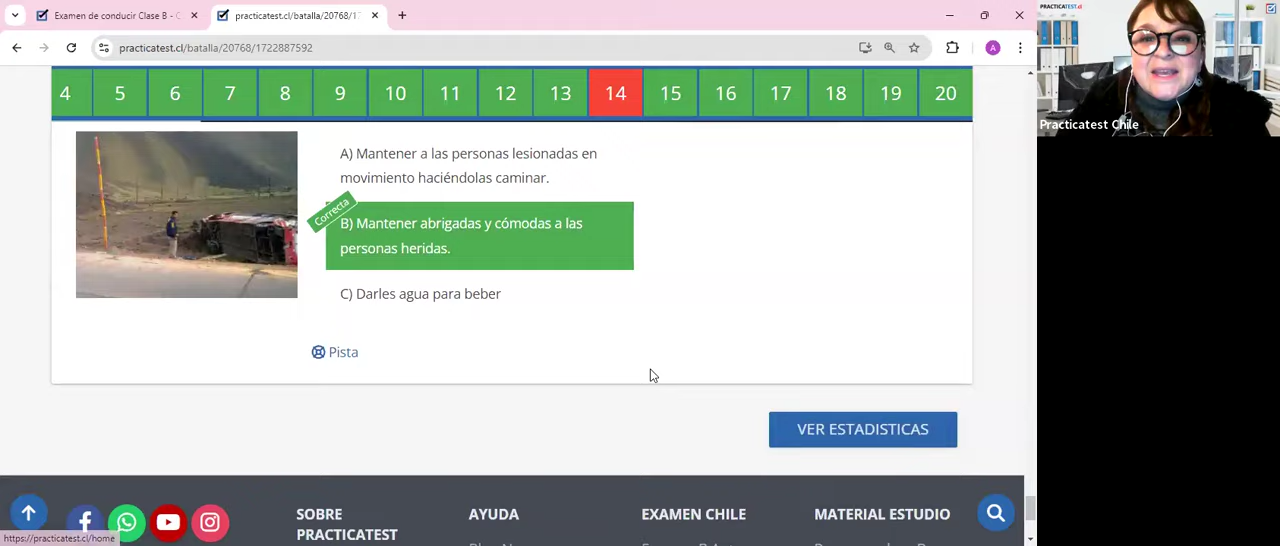 Examen de conducir Clase B - C
practicatest.cl/batalla/20768/17
practicatest.cl/batalla/20768/1722887592
A
PRACTICATEST.cl
Practicatest Chile
4 5 6 7 8 9 10 11 12 13 14 15 16 17 18 19 20
A) Mantener a las personas lesionadas en
movimiento haciéndolas caminar.
Correcta
B) Mantener abrigadas y cómodas a las
personas heridas.
C) Darles agua para beber
Pista
VER ESTADISTICAS
SOBRE
PRACTICATEST
AYUDA
EXAMEN CHILE
MATERIAL ESTUDIO
https://practicatest.cl/home